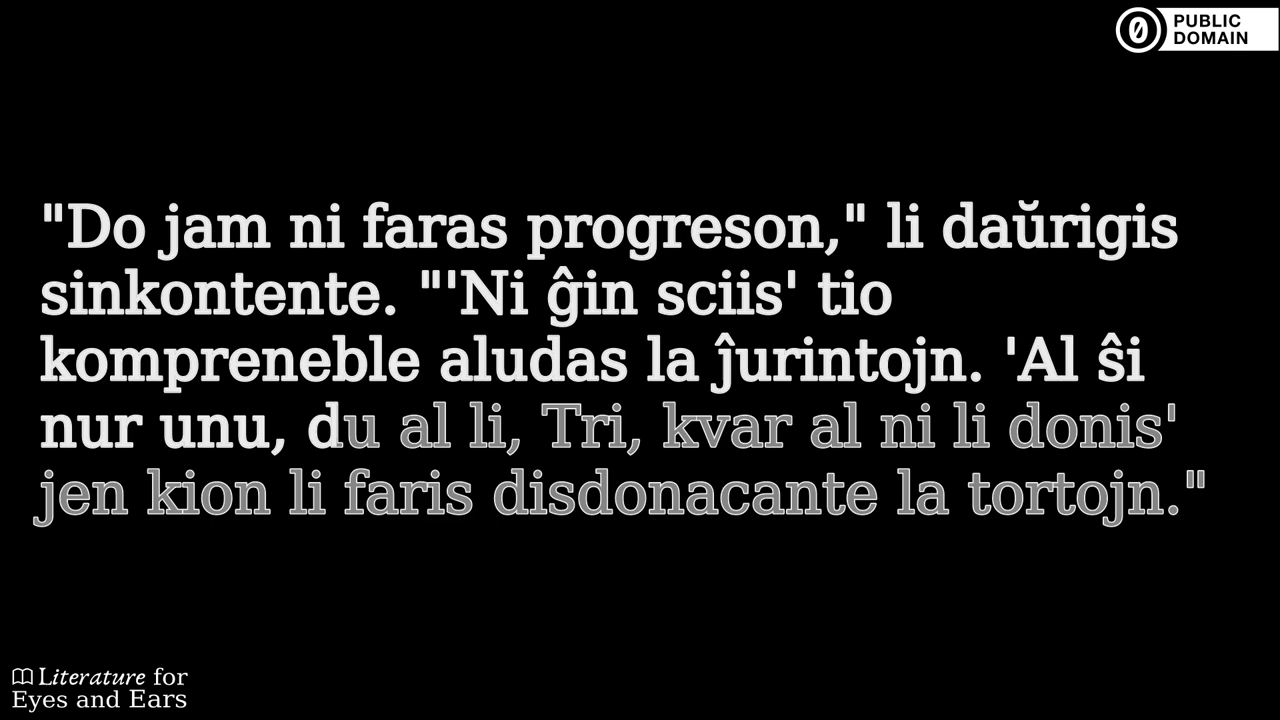 PUBLIC
DOMAIN
"Do jam ni faras progreson," li daŭrigis
sinkontente. "'Ni ĝin sciis' tio
kompreneble aludas la ĵurintojn. 'Al ŝi
nur unu, du al li, Tri, kvar al ni li donis'
jen kion li faris disdonacante la tortojn."
Literature for
Eyes and Ears